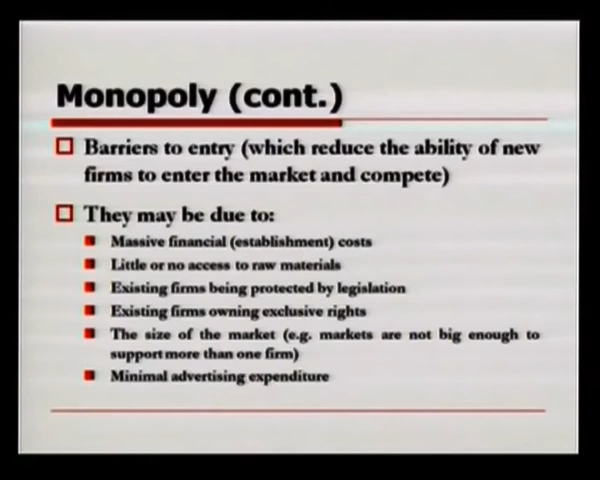 Monopoly (cont.)
Barriers to entry (which reduce the ability of new
firms to enter the market and compete)
They may be due to:
Massive financial (establishment) costs
Little or no access to raw materials
Existing firms being protected by legislation
Existing firms owning exclusive rights
The size of the market (e.g. markets are not big enough to
support more than one firm)
Minimal advertising expenditure